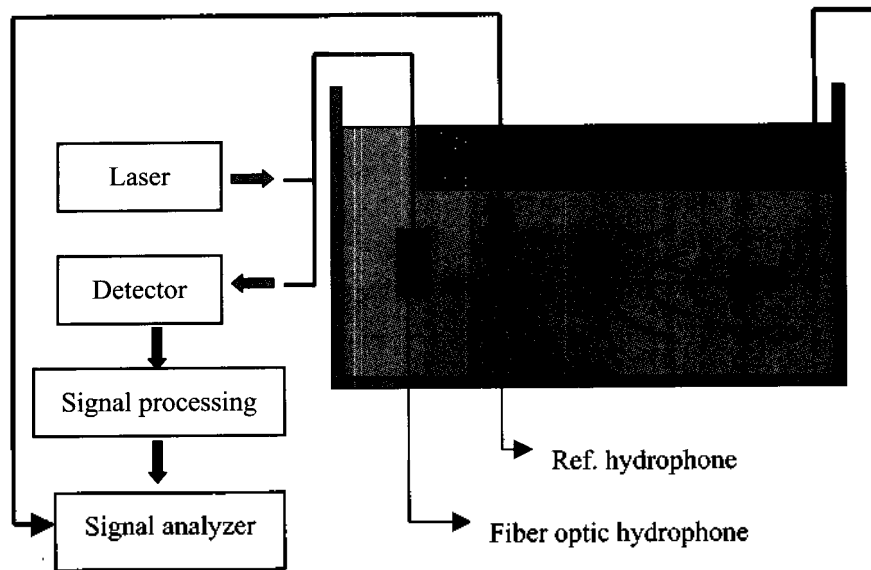 Laser
Detector
Signal processing
Signal analyzer
Ref. hydrophone
Fiber optic hydrophone